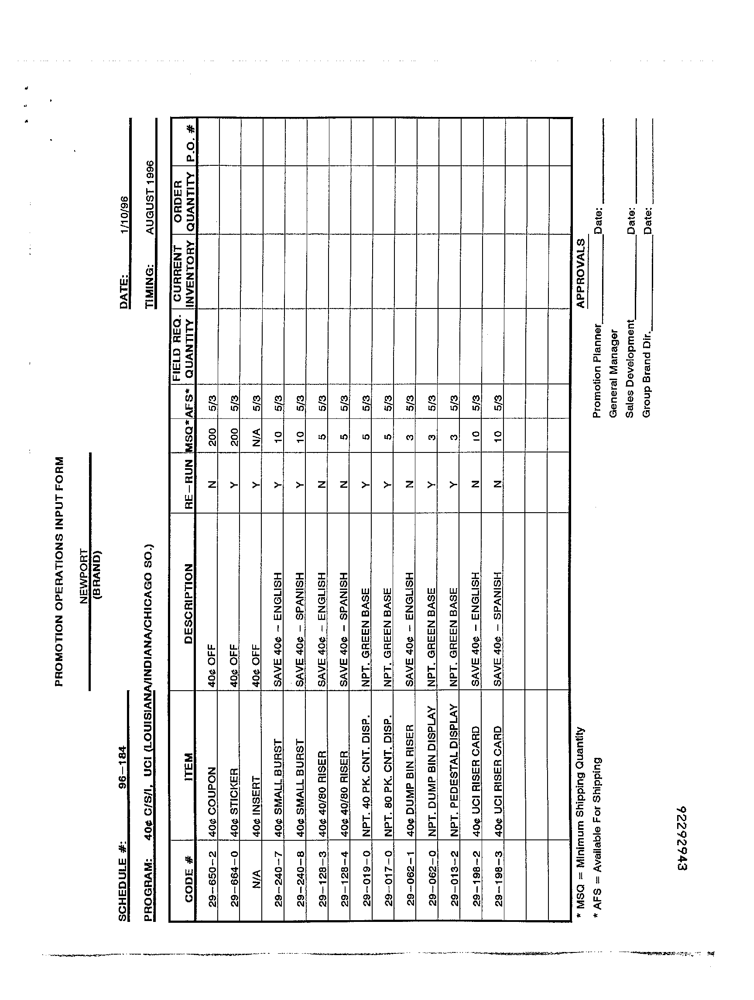 PROMOTION OPERATIONS INPUT FORM
NEWPORT
(BRAND)
SCHEDULE #: 96-184 DATE: 1/10/96
PROGRAM: 40¢ C/S/I, UCI (LOUISIANA/INDIANA/CHICAGO SO.) TIMING: AUGUST 1996
CODE # ITEM DESCRIPTION RE-RUN MSQ* AFS* FIELD REQ. QUANTITY CURRENT INVENTORY ORDER QUANTITY P.O. #
29-650-2 40¢ COUPON 40¢ OFF N 200 5/3
29-664-0 40¢ STICKER 40¢ OFF Y 200 5/3
N/A 40¢ INSERT 40¢ OFF Y N/A 5/3
29-240-7 40¢ SMALL BURST SAVE 40¢ - ENGLISH Y 10 5/3
29-240-8 40¢ SMALL BURST SAVE 40¢ - SPANISH Y 10 5/3
29-128-3 40¢ 40/80 RISER SAVE 40¢ - ENGLISH N 5 5/3
29-128-4 40¢ 40/80 RISER SAVE 40¢ - SPANISH N 5 5/3
29-019-0 NPT. 40 PK. CNT. DISP. NPT. GREEN BASE Y 5 5/3
29-017-0 NPT. 80 PK. CNT. DISP. NPT. GREEN BASE Y 5 5/3
29-062-1 40¢ DUMP BIN RISER SAVE 40¢ - ENGLISH N 3 5/3
29-062-0 NPT. DUMP BIN DISPLAY NPT. GREEN BASE Y 3 5/3
29-013-2 NPT. PEDESTAL DISPLAY NPT. GREEN BASE Y 3 5/3
29-198-2 40¢ UCI RISER CARD SAVE 40¢ - ENGLISH N 10 5/3
29-198-3 40¢ UCI RISER CARD SAVE 40¢ - SPANISH N 10 5/3
* MSQ = Minimum Shipping Quantity
* AFS = Available For Shipping
APPROVALS
Promotion Planner Date:
General Manager
Sales Development Date:
Group Brand Dir. Date:
92292943